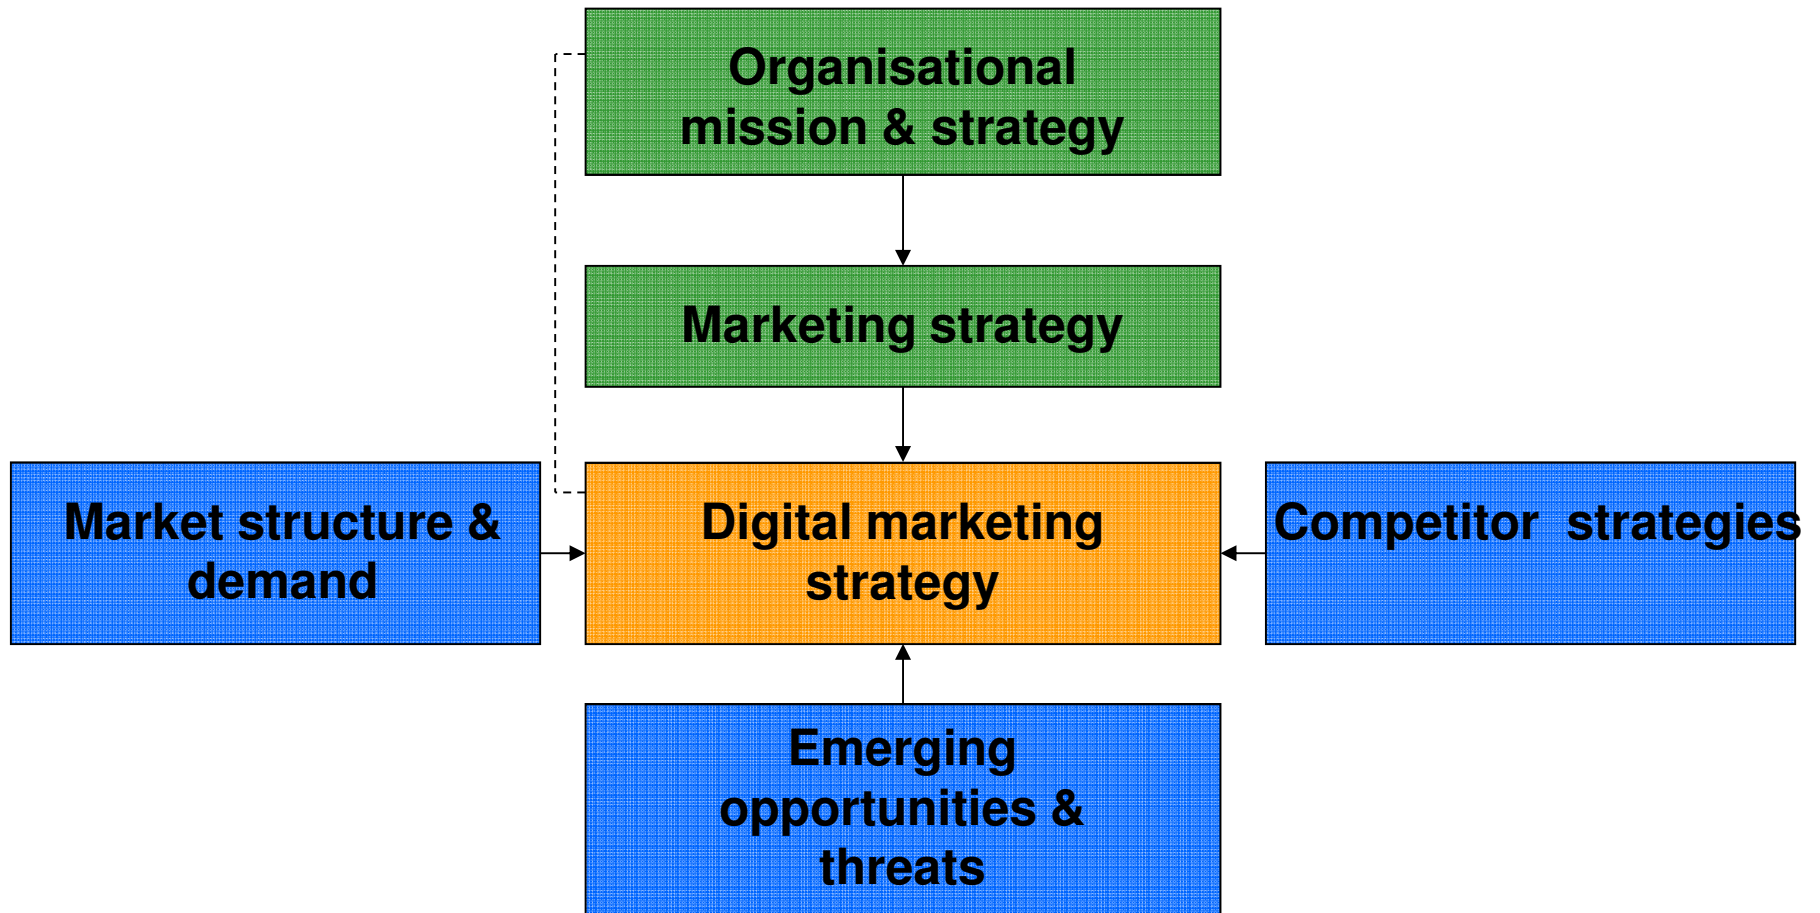 Organisational
mission & strategy
Marketing strategy
Market structure &
demand
Digital marketing
strategy
Competitor  strategies
Emerging
opportunities &
threats